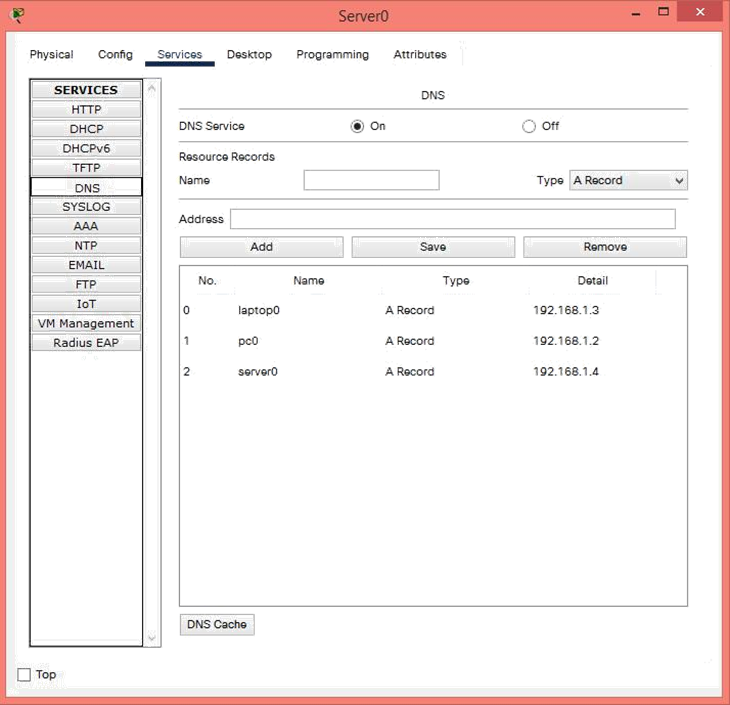 Server0
Physical Config Services Desktop Programming Attributes
SERVICES
HTTP
DHCP
DHCPv6
TFTP
DNS
SYSLOG
AAA
NTP
EMAIL
FTP
IoT
VM Management
Radius EAP
DNS
DNS Service On Off
Resource Records
Name Type A Record
Address
Add Save Remove
No. Name Type Detail
0 laptop0 A Record 192.168.1.3
1 pc0 A Record 192.168.1.2
2 server0 A Record 192.168.1.4
DNS Cache
Top